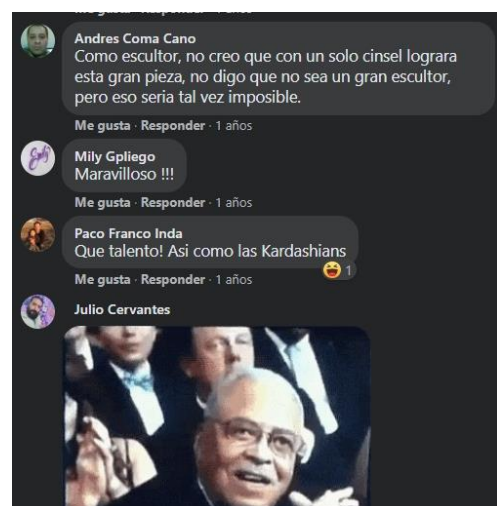 Andres Coma Cano
Como escultor, no creo que con un solo cinsel lograra
esta gran pieza, no digo que no sea un gran escultor,
pero eso seria tal vez imposible.
Me gusta · Responder · 1 años
Mily Gpliego
Maravilloso !!!
Me gusta · Responder · 1 años
Paco Franco Inda
Que talento! Asi como las Kardashians
1
Me gusta · Responder · 1 años
Julio Cervantes